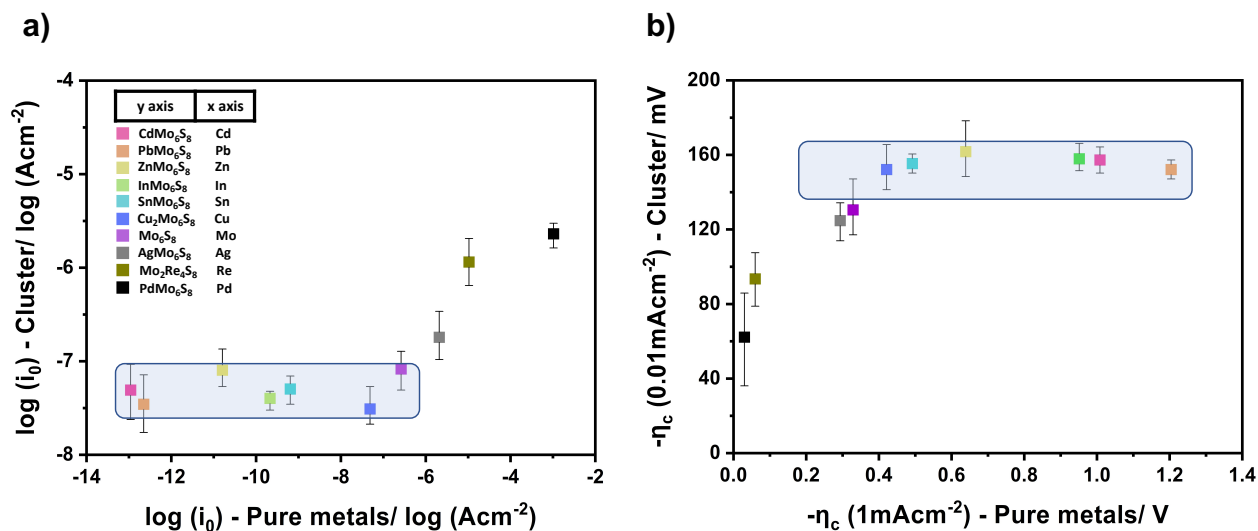 a)
log (i₀) - Cluster/ log (Acm⁻²)
-4
-5
-6
-7
-8
y axis x axis
CdMo₆S₈ Cd
PbMo₆S₈ Pb
ZnMo₆S₈ Zn
InMo₆S₈ In
SnMo₆S₈ Sn
Cu₂Mo₆S₈ Cu
Mo₆S₈ Mo
AgMo₆S₈ Ag
Mo₂Re₄S₈ Re
PdMo₆S₈ Pd
-14 -12 -10 -8 -6 -4 -2
log (i₀) - Pure metals/ log (Acm⁻²)
b)
-η꜀ (0.01mAcm⁻²) - Cluster/ mV
200
160
120
80
40
0
0.0 0.2 0.4 0.6 0.8 1.0 1.2 1.4
-η꜀ (1mAcm⁻²) - Pure metals/ V